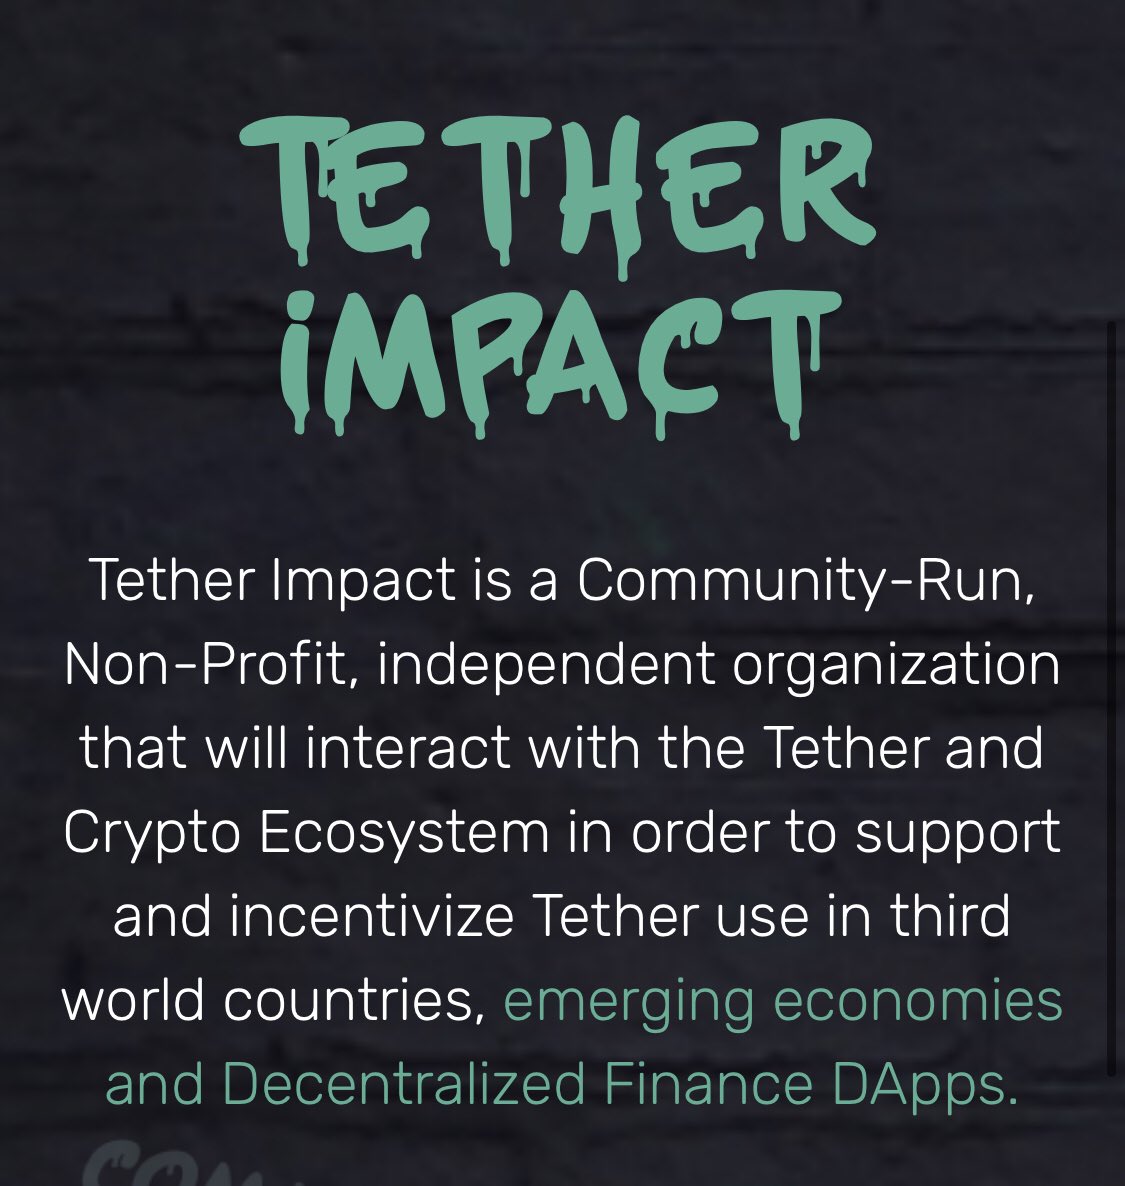 TETHER
iMPACT
Tether Impact is a Community-Run,
Non-Profit, independent organization
that will interact with the Tether and
Crypto Ecosystem in order to support
and incentivize Tether use in third
world countries, emerging economies
and Decentralized Finance DApps.